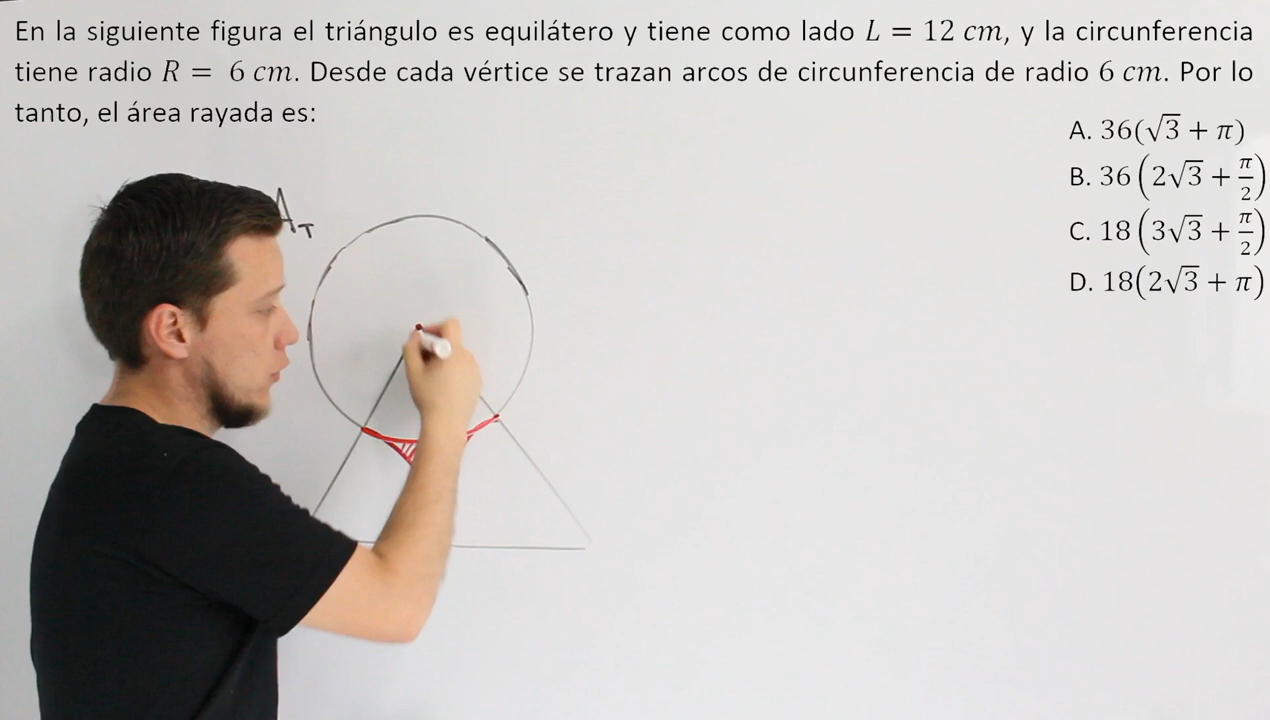 En la siguiente figura el triángulo es equilátero y tiene como lado L = 12 cm, y la circunferencia
tiene radio R = 6 cm. Desde cada vértice se trazan arcos de circunferencia de radio 6 cm. Por lo
tanto, el área rayada es:
A. 36(√3 + π)
B. 36(2√3 + π/2)
C. 18(3√3 + π/2)
D. 18(2√3 + π)
A_T